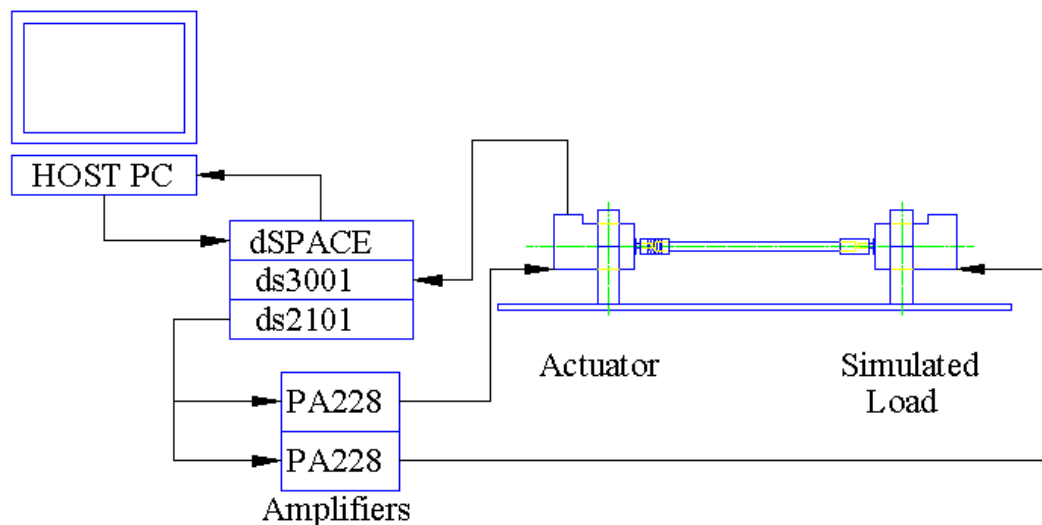 HOST PC
dSPACE
ds3001
ds2101
PA228
PA228
Amplifiers
Actuator
Simulated
Load